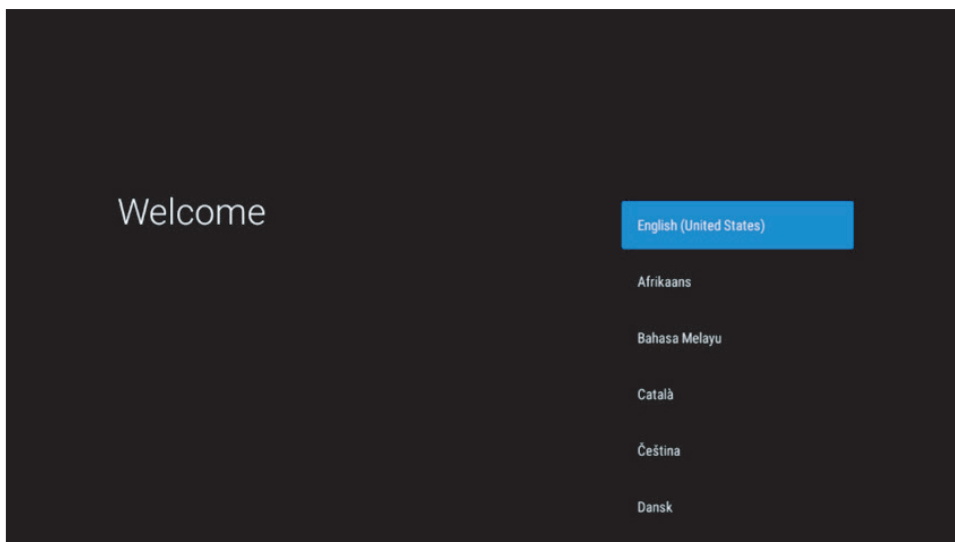 Welcome
English (United States)
Afrikaans
Bahasa Melayu
Català
Čeština
Dansk